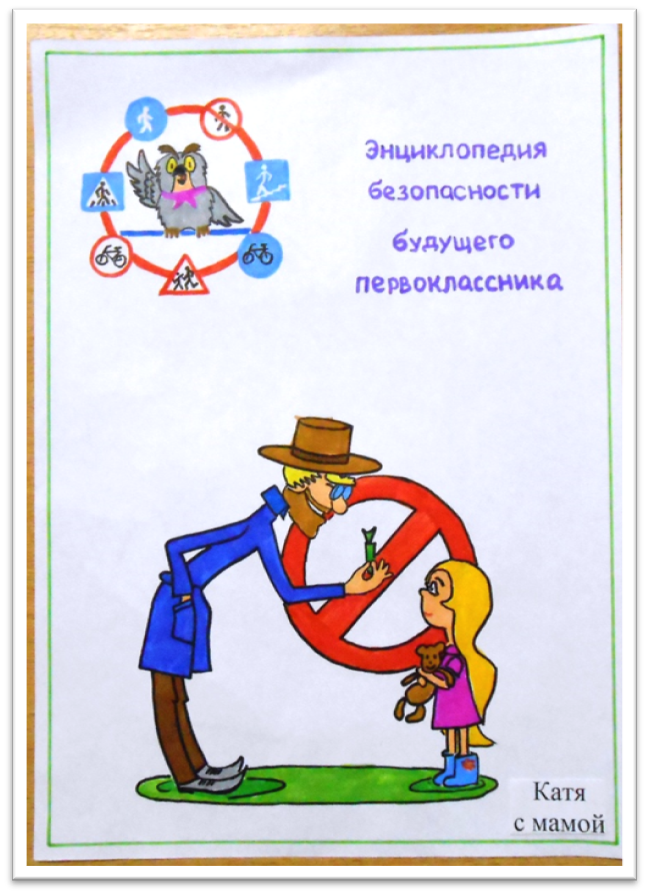 Энциклопедия
безопасности
будущего
первоклассника
Катя
с мамой